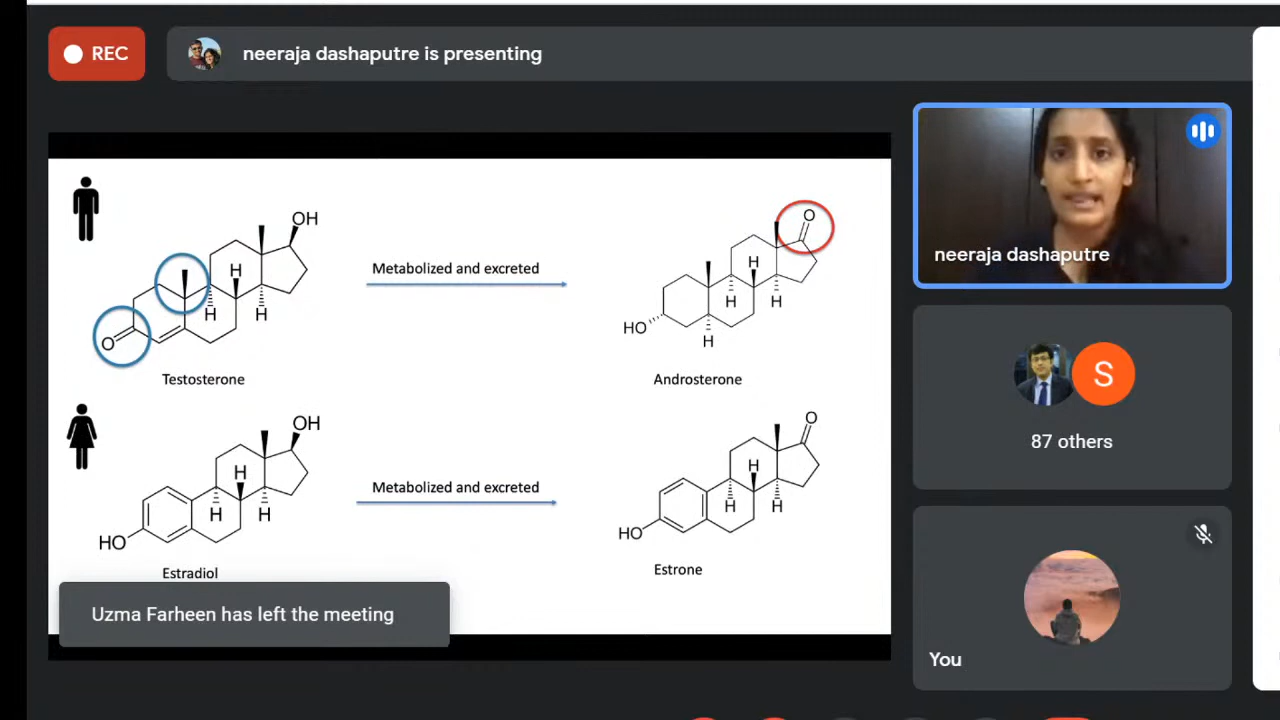 REC
neeraja dashaputre is presenting
OH
O
H
H
H
Testosterone
Metabolized and excreted
O
H
H
H
HO
H
Androsterone
OH
H
H
H
HO
Estradiol
Metabolized and excreted
O
H
H
H
HO
Estrone
Uzma Farheen has left the meeting
neeraja dashaputre
S
87 others
You